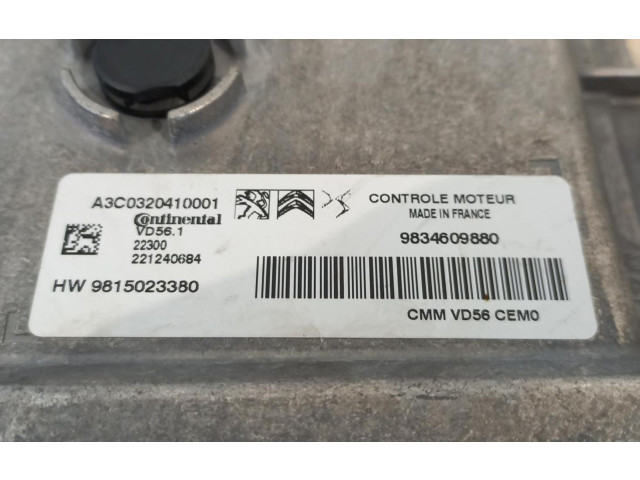 A3C0320410001
Continental
VD56.1
22300
221240684
HW 9815023380
CONTROLE MOTEUR
MADE IN FRANCE
9834609880
CMM VD56 CEM0